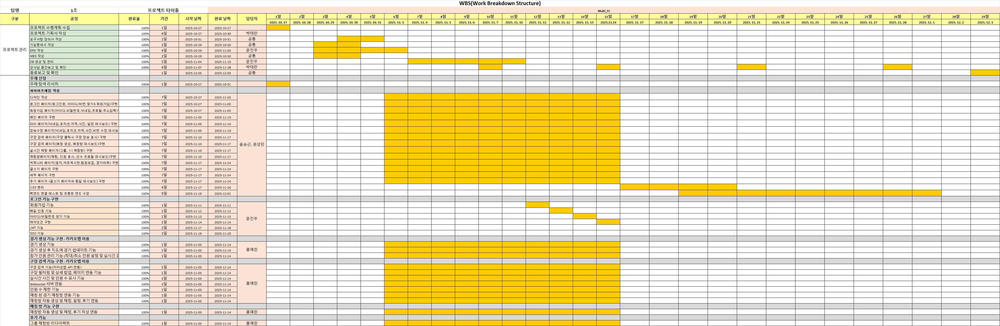 WBS(Work Breakdown Structure)
팀명 1조 프로젝트 타이틀 Multi_FC
구분 공정 완료율 기간 시작 날짜 완료 날짜 담당자 1일 2일 3일 4일 5일 6일 7일 8일 9일 10일 11일 12일 13일 14일 15일 17일 18일 19일 20일 21일 22일 23일 24일 25일 26일 27일 28일 29일
2025. 10. 27 2025. 10. 28 2025. 10. 29 2025. 10. 30 2025. 10. 31 2025. 11. 3 2025. 11. 4 2025. 11. 5 2025. 11. 6 2025. 11. 7 2025. 11. 10 2025. 11. 11 2025. 11. 12 2025. 11. 13 2025.11.14 2025. 11. 17 2025. 11. 18 2025. 11. 19 2025. 11. 20 2025. 11. 21 2025. 11. 24 2025. 11. 25 2025. 11. 26 2025. 11. 27 2025. 11. 28 2025. 12. 1 2025. 12. 2 2025. 12. 3
프로젝트 관리
프로젝트 수행계획 수립 100% 1일 2025-10-27 2025-10-27
프로젝트 기획서 작성 100% 4일 2025-10-27 2025-10-30 박태란
요구사항 정의서 작성 100% 2일 2025-10-31 2025-10-31 공통
기능명세서 작성 100% 2일 2025-10-29 2025-10-30 공통
ERD 작성 100% 4일 2025-10-29 2025-11-03 문진우
WBS 작성 100% 2일 2025-10-29 2025-10-30 공통
DB 생성 및 관리 100% 5일 2025-11-04 2025-11-10 문진우
강사님 중간보고 및 확인 100% 4일 2025-11-07 2025-11-28 박태란
종료보고 및 확인 1일 2025-12-03 2025-12-03 공통
주제 선정
주제 탐색 리서치 100% 1일 2025-10-27 2025-10-31
와이어프레임 작성
디자인 작성 100% 7일 2025-10-27 2025-11-03
로그인 페이지(로그인창, 아이디/비번 찾기& 회원가입)구현 100% 7일 2025-10-27 2025-11-03
회원가입 페이지(아이디,비밀번호,닉네임,프로필,주소입력) 100% 7일 2025-10-27 2025-11-03
메인 페이지 구현 100% 7일 2025-11-03 2025-11-10
마이 페이지(닉네임,포지션,지역,사진, 일정 대시보드) 구현 100% 7일 2025-11-03 2025-11-10
정보수정 페이지(닉네임,포지션,지역,사진,비번 수정 대시보 100% 7일 2025-11-03 2025-11-10
구장 검색 페이지(구장 클릭시 구장 정보 표시) 구현 100% 7일 2025-11-10 2025-11-17
구장 검색 페이지(매칭 생성, 매칭방 대시보드)구현 100% 7일 2025-11-10 2025-11-17 윤승근, 권성민
실시간 채팅 페이지(그룹, 1:1 채팅방) 구현 100% 7일 2025-11-10 2025-11-17
채팅창페이지(채팅, 인원 표시, 선수 프로필 대시보드)구현 100% 7일 2025-11-10 2025-11-17
커뮤니티 페이지(공지,자유게시판,팀원모집, 경기리뷰) 구현 100% 7일 2025-11-17 2025-11-24
글쓰기 페이지 구현 100% 7일 2025-11-17 2025-11-24
세부 페이지 구현 100% 7일 2025-11-17 2025-11-24
후기 페이지 (글쓰기 페이지와 동일 대시보드) 구현 100% 7일 2025-11-17 2025-11-24
CSS 분리 100% 4일 2025-11-17 2025-11-20
백앤드 연결 테스트 및 프론트 앤드 수정 100% 9일 2025-11-19 2025-12-01
로그인 기능 구현
회원가입 기능 100% 1일 2025-11-11 2025-11-11
메일 인증 기능 100% 1일 2025-11-12 2025-11-12
아이디/비밀번호 찾기 기능 100% 1일 2025-11-13 2025-11-13 문진우
제약조건 구현 100% 1일 2025-11-14 2025-11-14
JWT 기능 100% 2일 2025-11-17 2025-11-18
SSO 기능 100% 2일 2025-11-19 2025-11-20
경기 생성 기능 구현 - 카카오맵 이용
경기 생성 기능 100% 1일 2025-11-03 2025-11-14
경기 생성 후 지도에 경기 업데이트 기능 100% 1일 2025-11-03 2025-11-14 홍예린
참가 인원 관리 기능 (최대/최소 인원 설정 및 실시간 100% 1일 2025-11-03 2025-11-14
구장 검색 기능 구현 - 카카오맵 이용
구장 검색 기능(카카오맵 API 연동) 100% 1일 2025-11-03 2025-11-14
구장 필터링 및 상세 팝업, 페이지 연동 기능 100% 1일 2025-11-03 2025-11-14
실시간 시간 및 인원 수 표시 기능 100% 2일 2025-11-03 2025-11-14
Websocket 서버 연동 100% 2일 2025-11-03 2025-11-14 홍예린
인원 수 제한 기능 100% 1일 2025-11-03 2025-11-14
매칭 된 경기 매칭방 연동 기능 100% 1일 2025-11-03 2025-11-14
매칭방 자동 생성 및 채팅, 일정, 후기 연동 100% 1일 2025-11-03 2025-11-14
매칭 방 기능 구현
매칭방 자동 생성 및 채팅, 후기 작성 연동 100% 1일 2025-11-03 2025-11-14 홍예린
후기 기능
그룹 채팅방 리다이렉트 100% 1일 2025-11-03 2025-11-14 홍예린